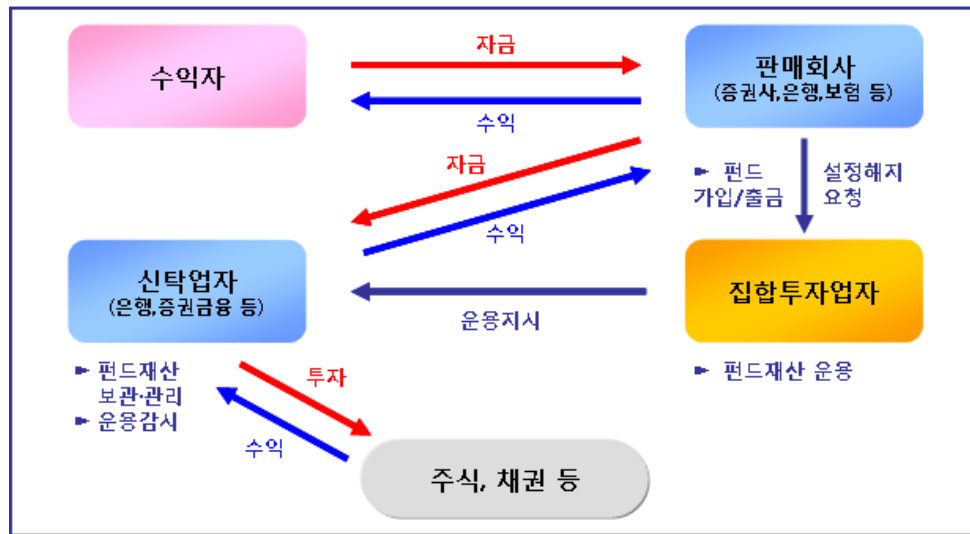 수익자
자금
수익
판매회사
(증권사,은행,보험 등)
자금
수익
► 펀드
가입/출금
설정해지
요청
신탁업자
(은행,증권금융 등)
운용지시
집합투자업자
► 펀드재산
보관·관리
► 운용감시
투자
수익
► 펀드재산 운용
주식, 채권 등